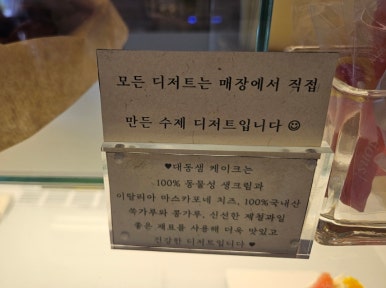 모든 디저트는 매장에서 직접
만든 수제 디저트입니다 ☺
♥대동샘 케이크는
100% 동물성 생크림과
이탈리아 마스카포네 치즈, 100%국내산
쑥가루와 콩가루, 신선한 제철과일
좋은 재료를 사용해 더욱 맛있고
건강한 디저트입니다 ♥